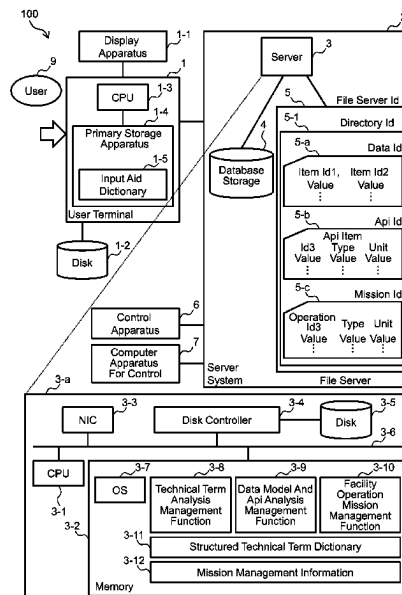 100
1-1
Display
Apparatus
2
3
Server
9
User
1
CPU
1-3
1-4
Primary Storage
Apparatus
1-5
Input Aid
Dictionary
User Terminal
1-2
Disk
4
Database
Storage
5
File Server Id
5-1
Directory Id
5-a
Data Id
Item Id1, Item Id2
Value Value
5-b
Api Id
Api Item
Id3 Type Unit
Value Value Value
5-c
Mission Id
Operation
Id3 Type Unit
Value Value Value
6
Control
Apparatus
7
Computer
Apparatus
For Control
Server
System
File Server
3-a
3-3
NIC
3-4
Disk Controller
3-5
Disk
3-6
CPU
3-1
3-2
3-7
OS
3-8
Technical Term
Analysis
Management
Function
3-9
Data Model And
Api Analysis
Management
Function
3-10
Facility
Operation
Mission
Management
Function
3-11
Structured Technical Term Dictionary
3-12
Mission Management Information
Memory